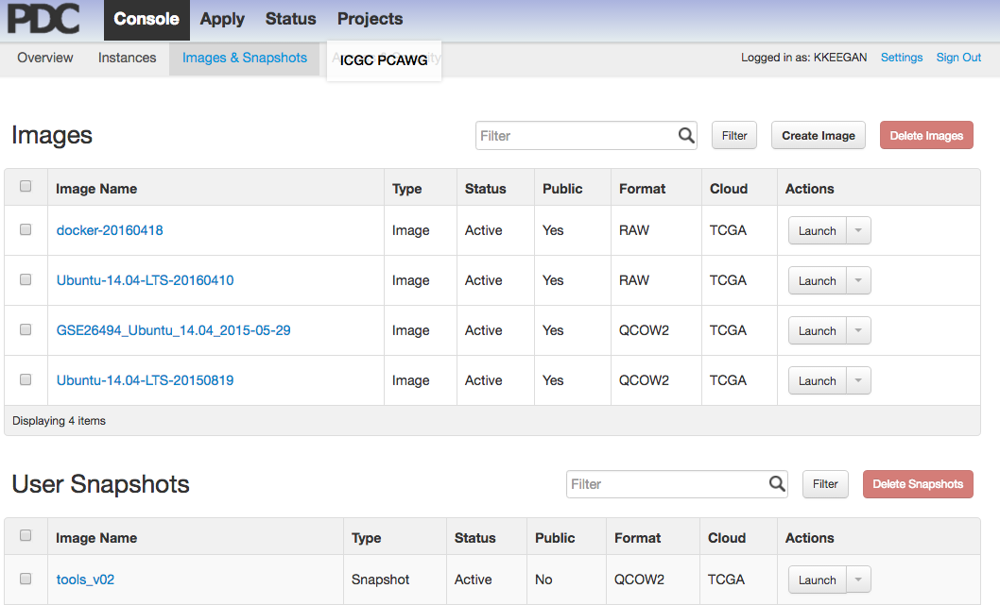 PDC Console Apply Status Projects
Overview Instances Images & Snapshots ICGC PCAWG Logged in as: KKEEGAN Settings Sign Out
Images Filter Filter Create Image Delete Images
Image Name Type Status Public Format Cloud Actions
docker-20160418 Image Active Yes RAW TCGA Launch
Ubuntu-14.04-LTS-20160410 Image Active Yes RAW TCGA Launch
GSE26494_Ubuntu_14.04_2015-05-29 Image Active Yes QCOW2 TCGA Launch
Ubuntu-14.04-LTS-20150819 Image Active Yes QCOW2 TCGA Launch
Displaying 4 items
User Snapshots Filter Filter Delete Snapshots
Image Name Type Status Public Format Cloud Actions
tools_v02 Snapshot Active No QCOW2 TCGA Launch